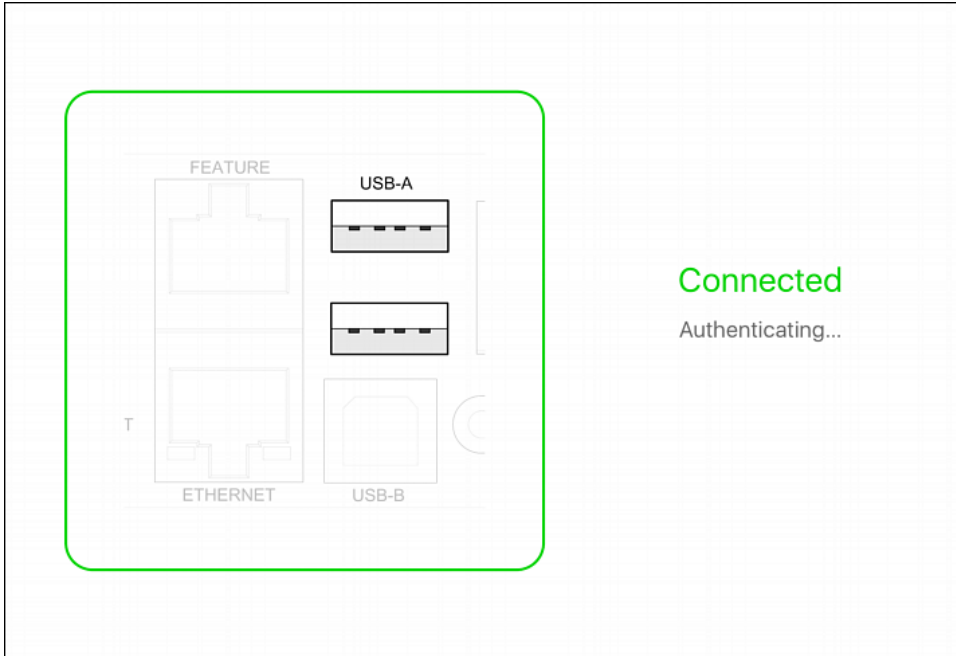 FEATURE
USB-A
Connected
Authenticating...
T
ETHERNET
USB-B